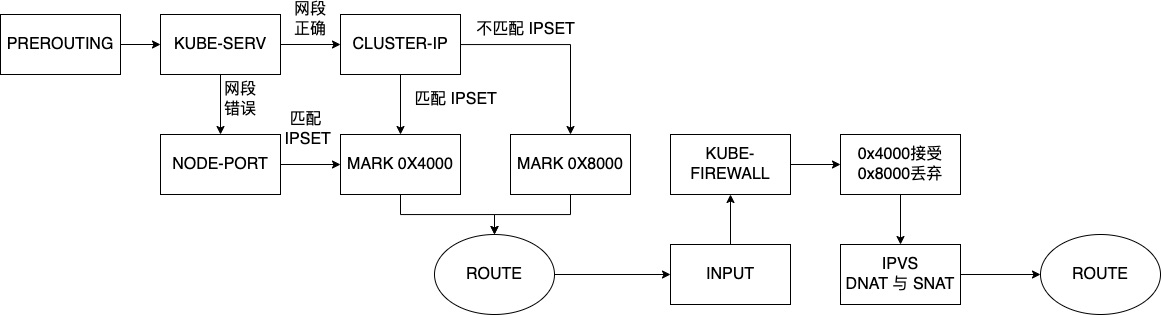 PREROUTING
KUBE-SERV
网段
正确
CLUSTER-IP
不匹配 IPSET
网段
错误
匹配 IPSET
匹配
IPSET
NODE-PORT
MARK 0X4000
MARK 0X8000
KUBE-
FIREWALL
0x4000接受
0x8000丢弃
ROUTE
INPUT
IPVS
DNAT 与 SNAT
ROUTE